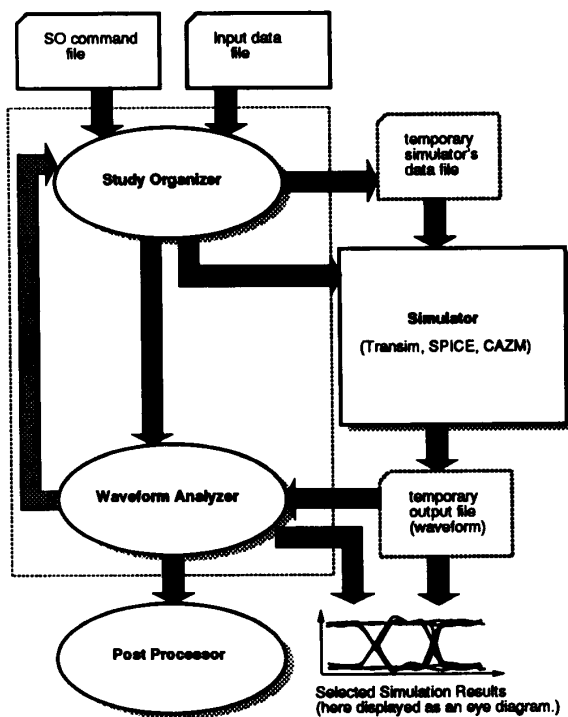 SO command
file
Input data
file
Study Organizer
temporary
simulator's
data file
Simulator
(Transim, SPICE, CAZM)
Waveform Analyzer
temporary
output file
(waveform)
Post Processor
Selected Simulation Results
(here displayed as an eye diagram.)